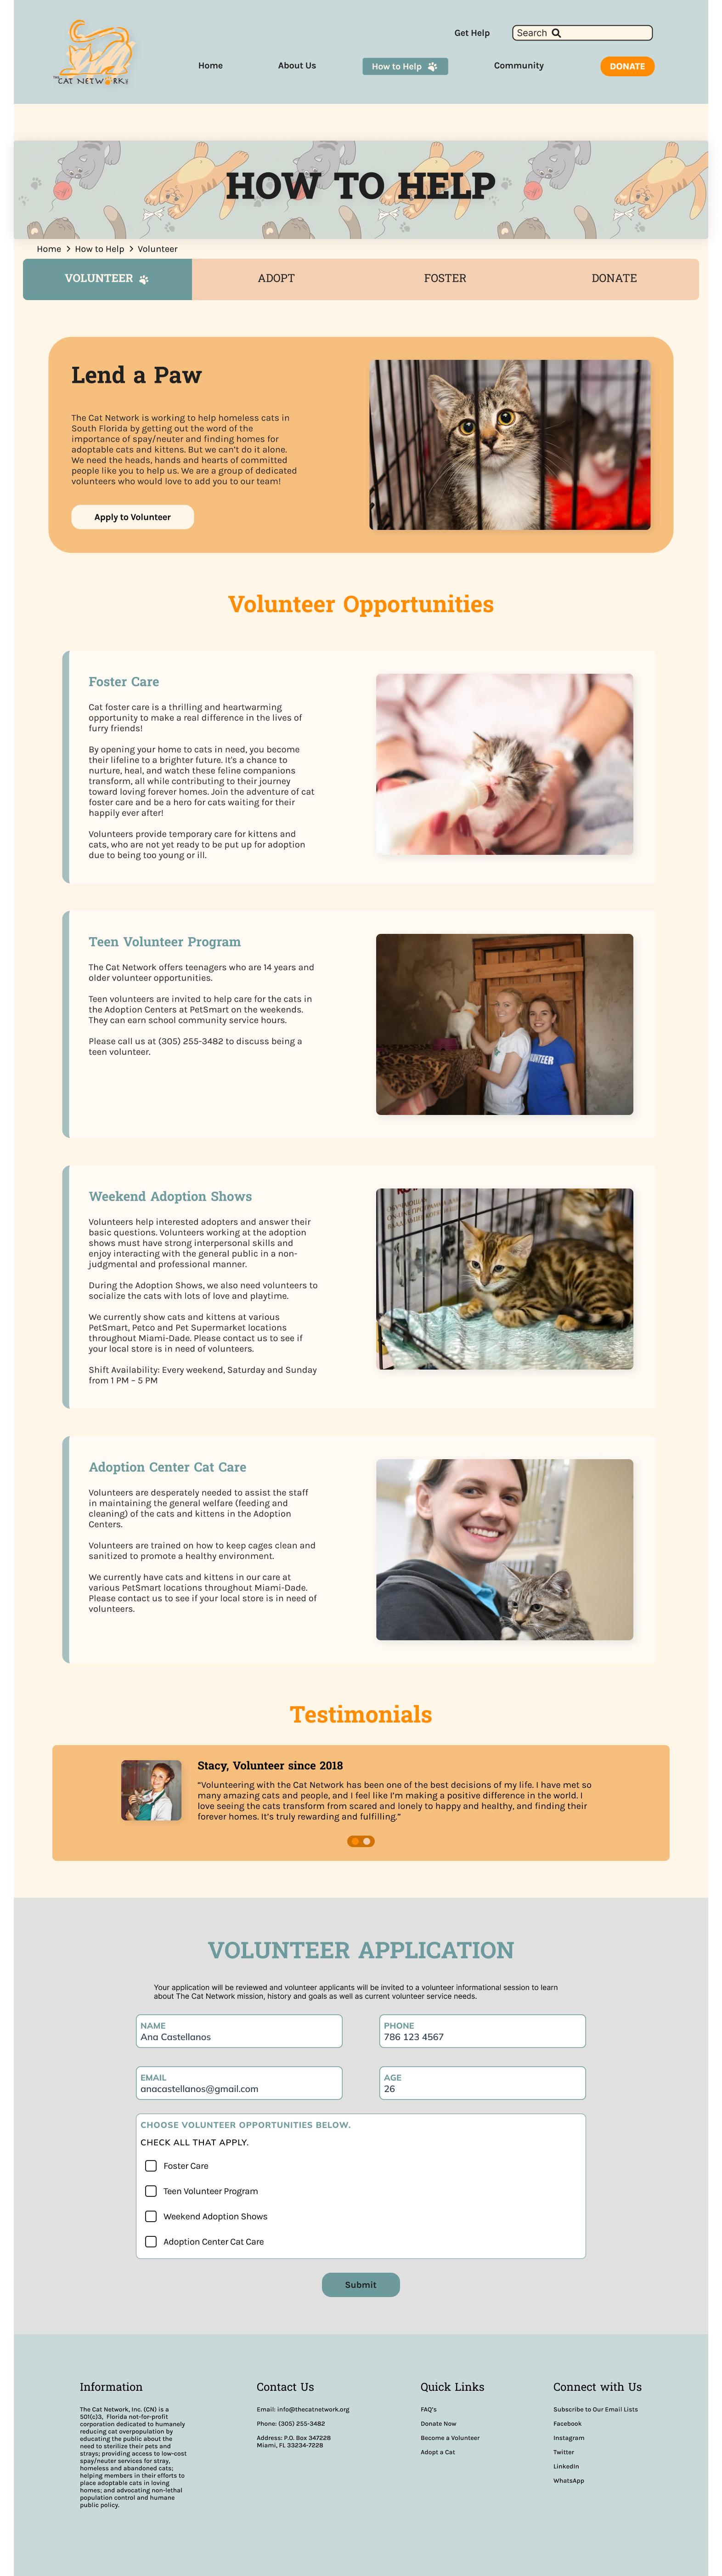 Get Help
Search
THE CAT NETWORK INC
Home
About Us
How to Help
Community
DONATE
HOW TO HELP
Home > How to Help > Volunteer
VOLUNTEER
ADOPT
FOSTER
DONATE
Lend a Paw
The Cat Network is working to help homeless cats in
South Florida by getting out the word of the
importance of spay/neuter and finding homes for
adoptable cats and kittens. But we can't do it alone.
We need the heads, hands and hearts of committed
people like you to help us. We are a group of dedicated
volunteers who would love to add you to our team!
Apply to Volunteer
Volunteer Opportunities
Foster Care
Cat foster care is a thrilling and heartwarming
opportunity to make a real difference in the lives of
furry friends!
By opening your home to cats in need, you become
their lifeline to a brighter future. It's a chance to
nurture, heal, and watch these feline companions
transform, all while contributing to their journey
toward loving forever homes. Join the adventure of cat
foster care and be a hero for cats waiting for their
happily ever after!
Volunteers provide temporary care for kittens and
cats, who are not yet ready to be put up for adoption
due to being too young or ill.
Teen Volunteer Program
The Cat Network offers teenagers who are 14 years and
older volunteer opportunities.
Teen volunteers are invited to help care for the cats in
the Adoption Centers at PetSmart on the weekends.
They can earn school community service hours.
Please call us at (305) 255-3482 to discuss being a
teen volunteer.
Weekend Adoption Shows
Volunteers help interested adopters and answer their
basic questions. Volunteers working at the adoption
shows must have strong interpersonal skills and
enjoy interacting with the general public in a non-
judgmental and professional manner.
During the Adoption Shows, we also need volunteers to
socialize the cats with lots of love and playtime.
We currently show cats and kittens at various
PetSmart, Petco and Pet Supermarket locations
throughout Miami-Dade. Please contact us to see if
your local store is in need of volunteers.
Shift Availability: Every weekend, Saturday and Sunday
from 1 PM – 5 PM
Adoption Center Cat Care
Volunteers are desperately needed to assist the staff
in maintaining the general welfare (feeding and
cleaning) of the cats and kittens in the Adoption
Centers.
Volunteers are trained on how to keep cages clean and
sanitized to promote a healthy environment.
We currently have cats and kittens in our care at
various PetSmart locations throughout Miami-Dade.
Please contact us to see if your local store is in need of
volunteers.
Testimonials
Stacy, Volunteer since 2018
"Volunteering with the Cat Network has been one of the best decisions of my life. I have met so
many amazing cats and people, and I feel like I'm making a positive difference in the world. I
love seeing the cats transform from scared and lonely to happy and healthy, and finding their
forever homes. It's truly rewarding and fulfilling."
VOLUNTEER APPLICATION
Your application will be reviewed and volunteer applicants will be invited to a volunteer informational session to learn
about The Cat Network mission, history and goals as well as current volunteer service needs.
NAME
Ana Castellanos
PHONE
786 123 4567
EMAIL
anacastellanos@gmail.com
AGE
26
CHOOSE VOLUNTEER OPPORTUNITIES BELOW.
CHECK ALL THAT APPLY.
Foster Care
Teen Volunteer Program
Weekend Adoption Shows
Adoption Center Cat Care
Submit
Information
The Cat Network, Inc. (CN) is a
501(c)3, Florida not-for-profit
corporation dedicated to humanely
reducing cat overpopulation by
educating the public about the
need to sterilize their pets and
strays; providing access to low-cost
spay/neuter services for stray,
homeless and abandoned cats;
helping members in their efforts to
place adoptable cats in loving
homes; and advocating non-lethal
population control and humane
public policy.
Contact Us
Email: info@thecatnetwork.org
Phone: (305) 255-3482
Address: P.O. Box 347228
Miami, FL 33234-7228
Quick Links
FAQ's
Donate Now
Become a Volunteer
Adopt a Cat
Connect with Us
Subscribe to Our Email Lists
Facebook
Instagram
Twitter
LinkedIn
WhatsApp